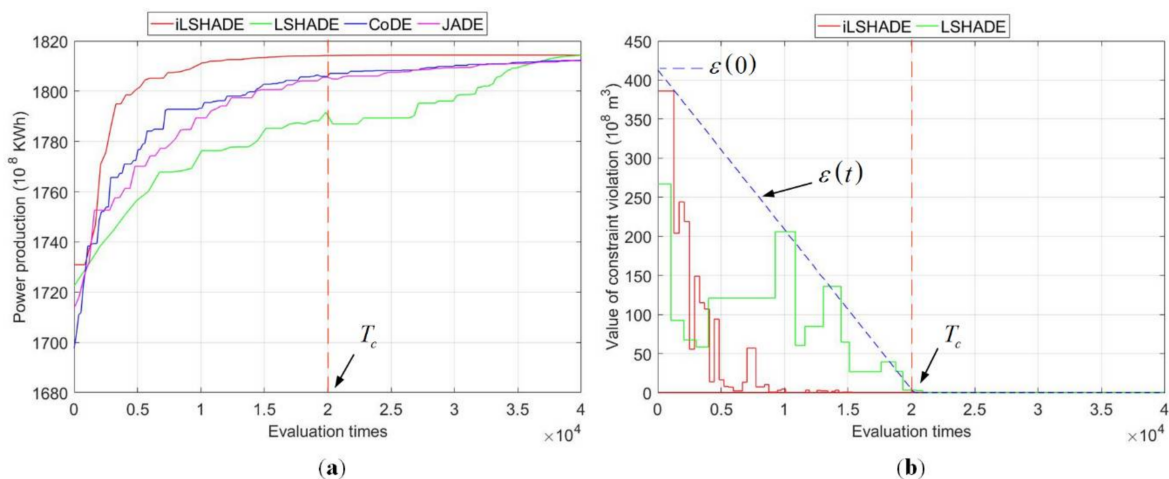 iLSHADE LSHADE CoDE JADE
1820
1800
1780
1760
1740
1720
1700
1680
Power production (10⁸ KWh)
0 0.5 1 1.5 2 2.5 3 3.5 4
Evaluation times
×10⁴
T_c
(a)
iLSHADE LSHADE
450
400
350
300
250
200
150
100
50
0
Value of constraint violation (10⁸ m³)
ε(0)
ε(t)
T_c
0 0.5 1 1.5 2 2.5 3 3.5 4
Evaluation times
×10⁴
(b)